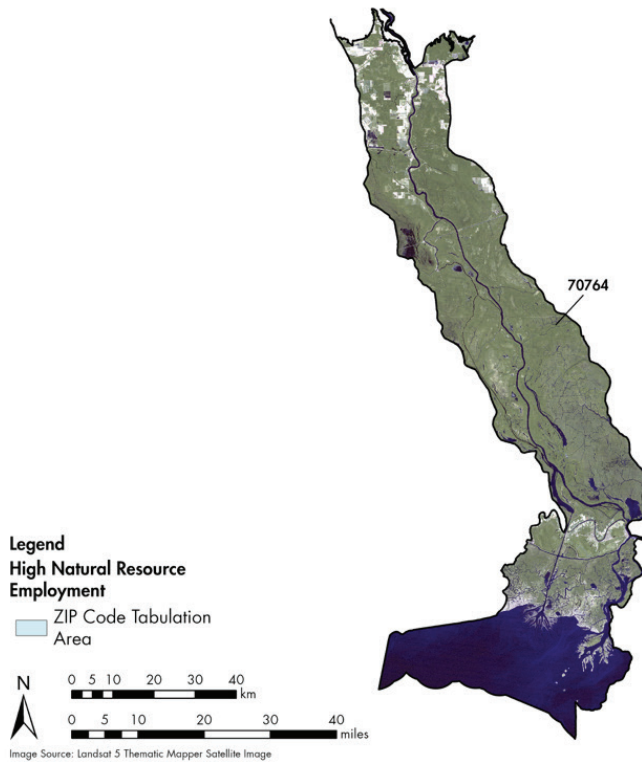 70764
Legend
High Natural Resource
Employment
ZIP Code Tabulation
Area
N
0 5 10 20 30 40
km
0 5 10 20 30 40
miles
Image Source: Landsat 5 Thematic Mapper Satellite Image